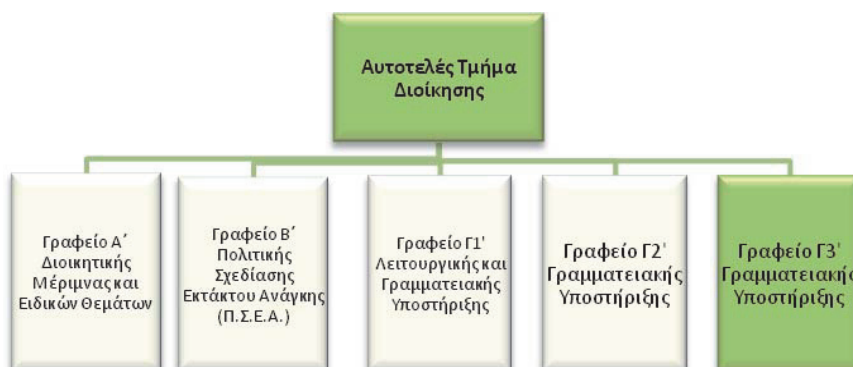 Αυτοτελές Τμήμα
Διοίκησης
Γραφείο Α΄
Διοικητικής
Μέριμνας και
Ειδικών Θεμάτων
Γραφείο Β΄
Πολιτικής
Σχεδίασης
Εκτάκτου Ανάγκης
(Π.Σ.Ε.Α.)
Γραφείο Γ1'
Λειτουργικής και
Γραμματειακής
Υποστήριξης
Γραφείο Γ2'
Γραμματειακής
Υποστήριξης
Γραφείο Γ3'
Γραμματειακής
Υποστήριξης